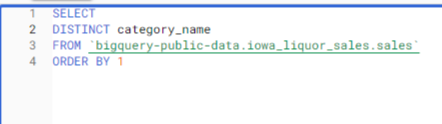 1 SELECT
2 DISTINCT category_name
3 FROM `bigquery-public-data.iowa_liquor_sales.sales`
4 ORDER BY 1